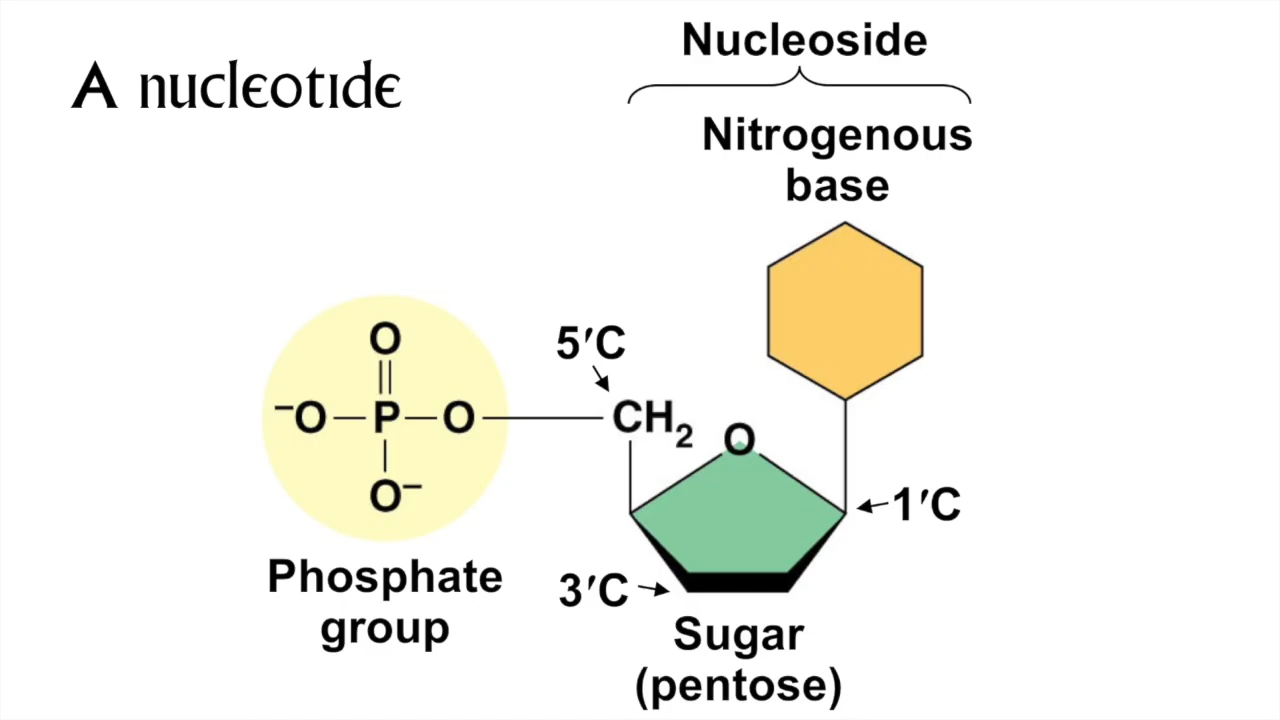 A nucleotide
Nucleoside
Nitrogenous
base
O
5′C
⁻O P O
CH₂
O
O⁻
1′C
Phosphate
group
3′C
Sugar
(pentose)